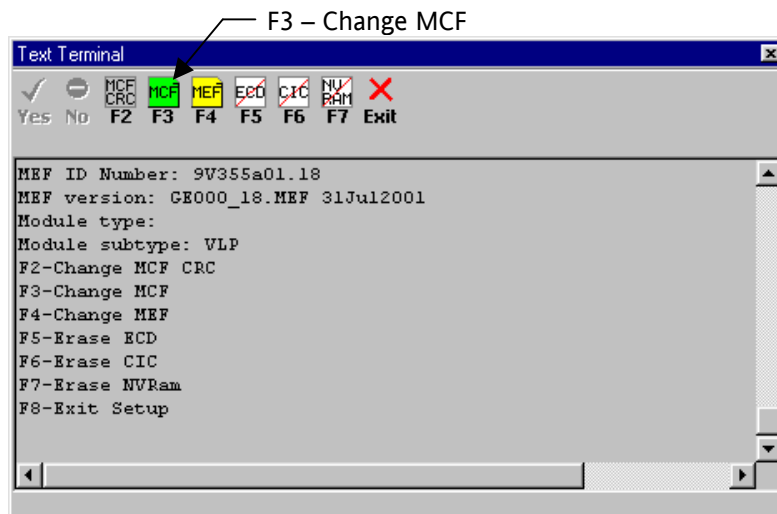 F3 – Change MCF
Text Terminal
MCF MCF MEF ECD CIC NV
CRC RAM
Yes No F2 F3 F4 F5 F6 F7 Exit
MEF ID Number: 9V355a01.18
MEF version: GE000_18.MEF 31Jul2001
Module type:
Module subtype: VLP
F2-Change MCF CRC
F3-Change MCF
F4-Change MEF
F5-Erase ECD
F6-Erase CIC
F7-Erase NVRam
F8-Exit Setup